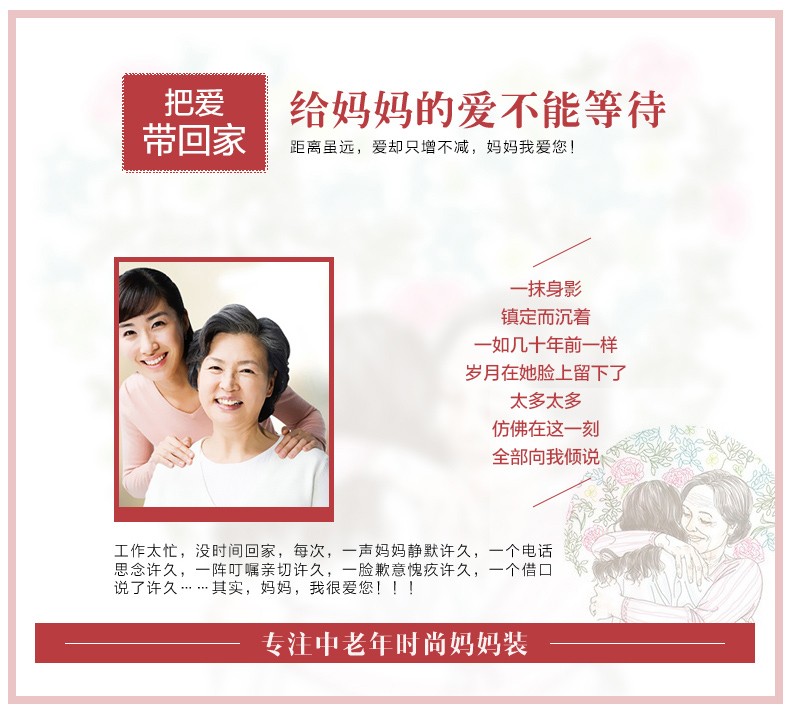 把爱
带回家
给妈妈的爱不能等待
距离虽远，爱却只增不减，妈妈我爱您！
一抹身影
镇定而沉着
一如几十年前一样
岁月在她脸上留下了
太多太多
仿佛在这一刻
全部向我倾说
工作太忙，没时间回家，每次，一声妈妈静默许久，一个电话
思念许久，一阵叮嘱亲切许久，一脸歉意愧疚许久，一个借口
说了许久……其实，妈妈，我很爱您！！！
专注中老年时尚妈妈装